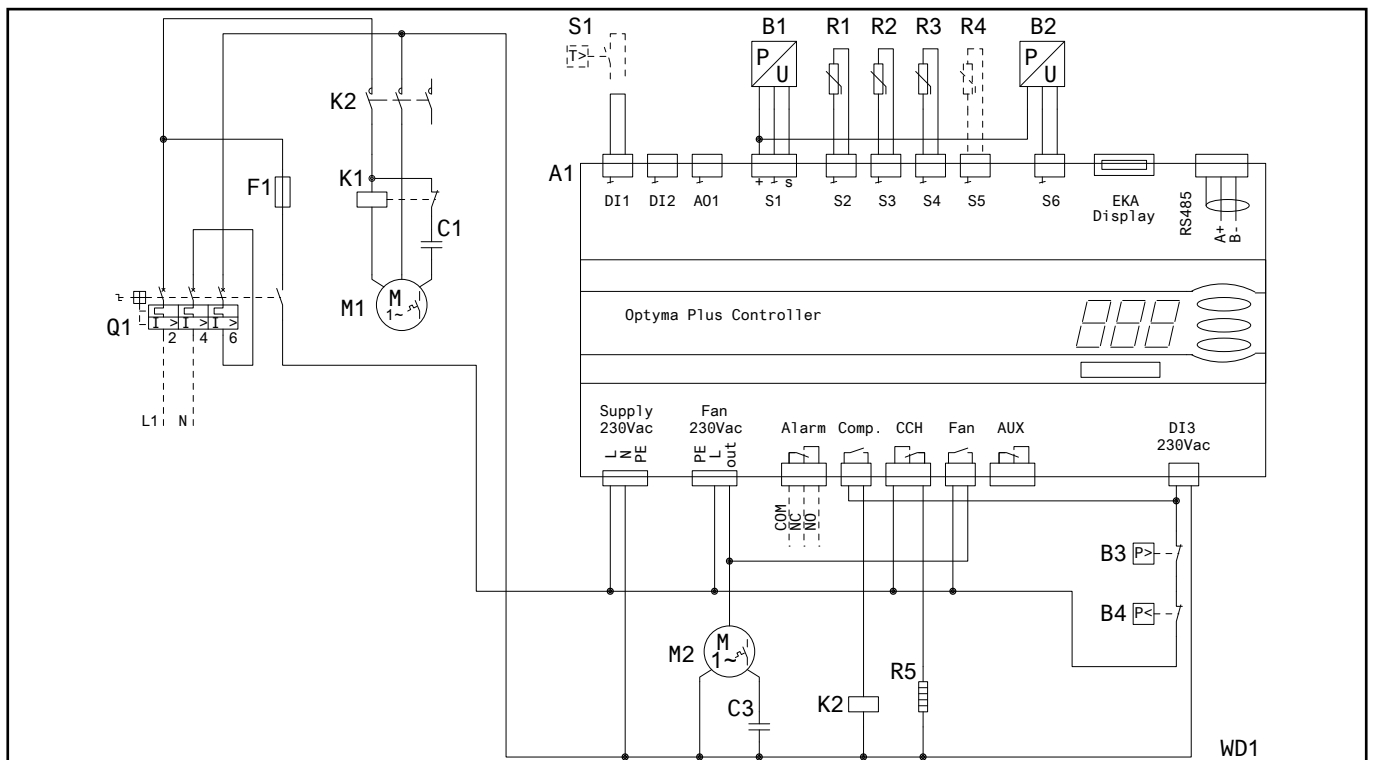 S1 B1 R1 R2 R3 R4 B2
T> P U P U
K2
A1
F1 K1
+ - s
DI1 DI2 AO1 S1 S2 S3 S4 S5 S6 EKA Display RS485 A+ B-
C1
M1 M 1~
Q1 I > I > I >
2 4 6
Optyma Plus Controller
L1 N
Supply 230Vac Fan 230Vac Alarm Comp. CCH Fan AUX DI3 230Vac
L N PE PE L out
COM NC NO
B3 P>
B4 P<
M2 M 1~
R5
C3 K2
WD1